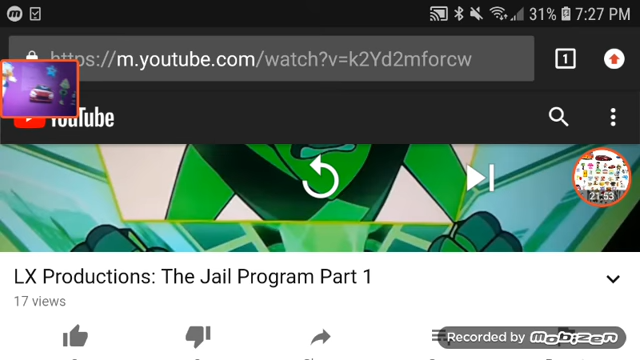 31% 7:27 PM
https://m.youtube.com/watch?v=k2Yd2mforcw
1
YouTube
21:53
LX Productions: The Jail Program Part 1
17 views
Recorded by mobizen